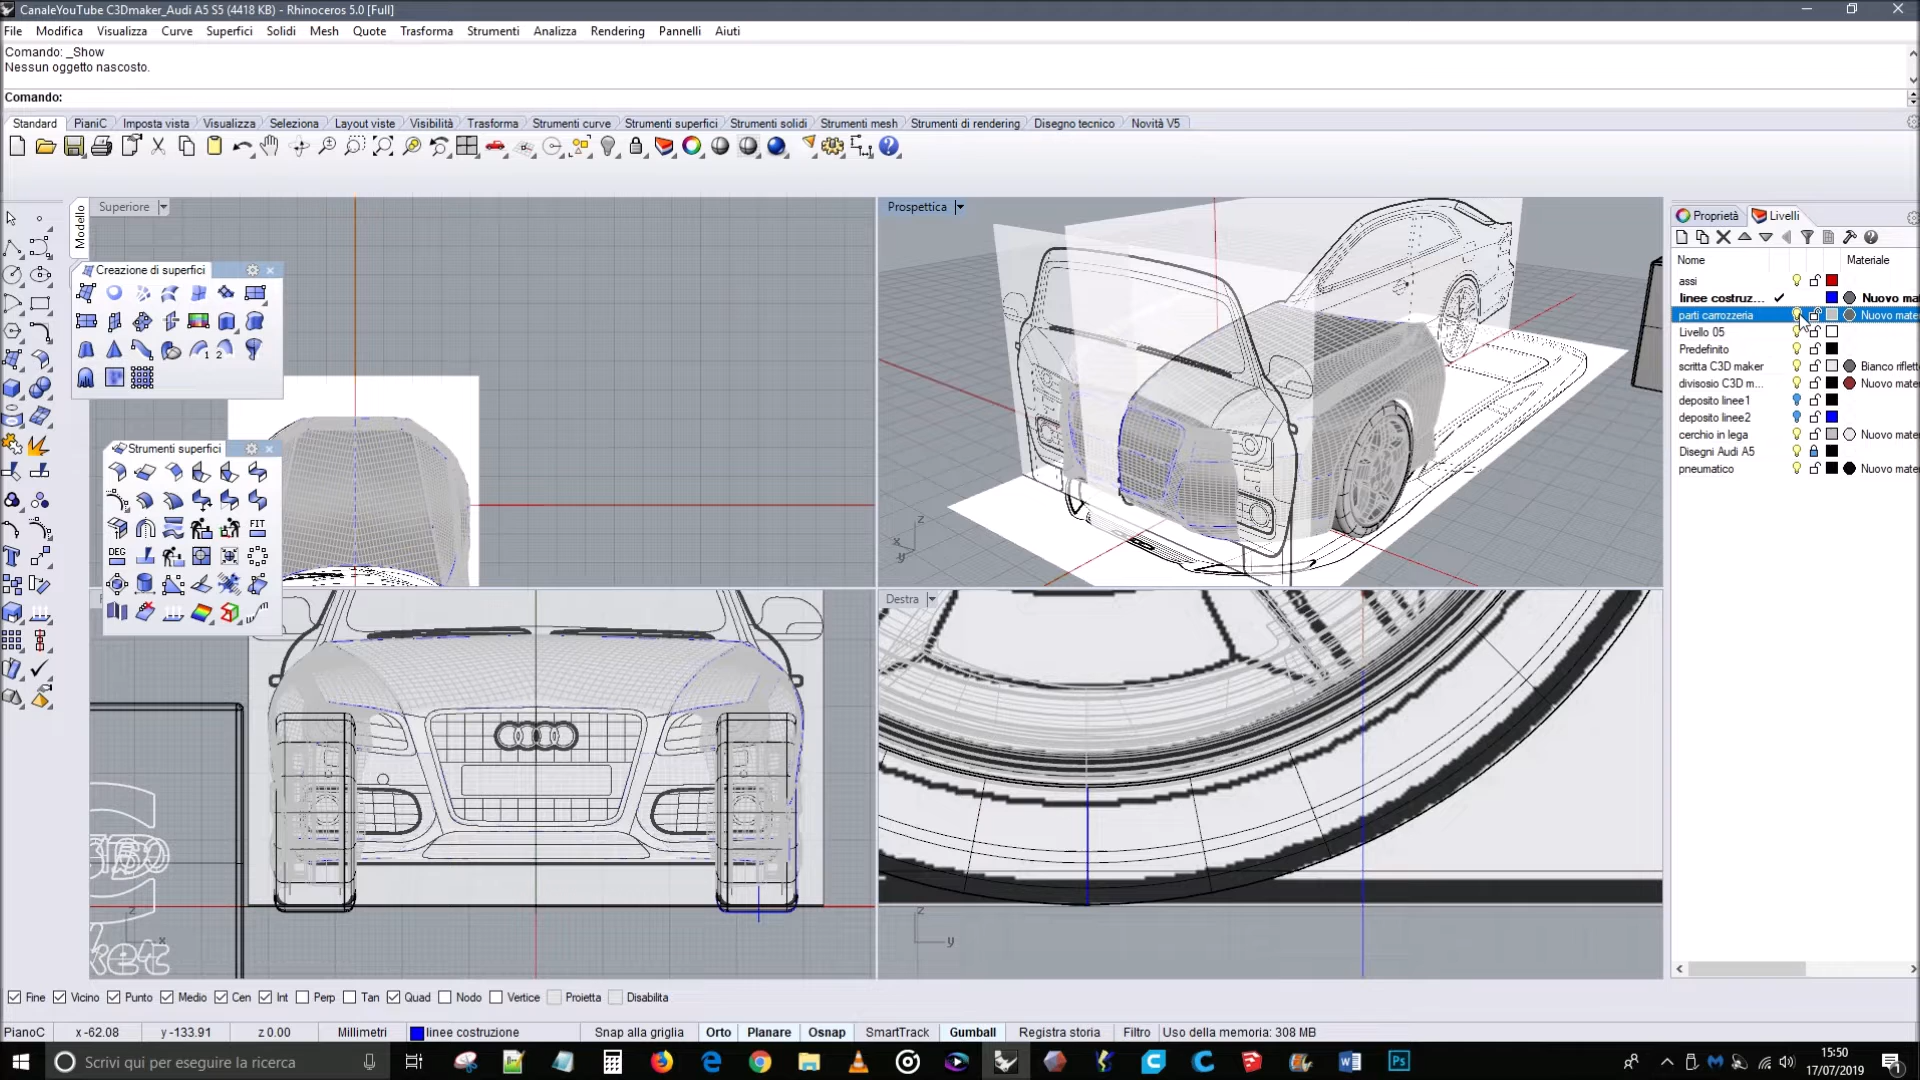 CanaleYouTube C3Dmaker_Audi A5 S5 (4418 KB) - Rhinoceros 5.0 [Full]
File Modifica Visualizza Curve Superfici Solidi Mesh Quote Trasforma Strumenti Analizza Rendering Pannelli Aiuti
Comando: _Show
Nessun oggetto nascosto.
Comando:
Standard PianiC Imposta vista Visualizza Seleziona Layout viste Visibilità Trasforma Strumenti curve Strumenti superfici Strumenti solidi Strumenti mesh Strumenti di rendering Disegno tecnico Novità V5
Modello
Superiore
Prospettica
Destra
Creazione di superfici
1 2
Strumenti superfici
FIT
DEG
Proprietà Livelli
Nome Materiale
assi
linee costruz... Nuovo ma
parti carrozzeria Nuovo mate
Livello 05
Predefinito
scritta C3D maker Bianco riflett
divisosio C3D m... Nuovo mate
deposito linee1
deposito linee2
cerchio in lega Nuovo mate
Disegni Audi A5
pneumatico Nuovo mate
z x y
z x
z y
Fine Vicino Punto Medio Cen Int Perp Tan Quad Nodo Vertice Proietta Disabilita
PianoC x -62.08 y -133.91 z 0.00 Millimetri linee costruzione Snap alla griglia Orto Planare Osnap SmartTrack Gumball Registra storia Filtro Uso della memoria: 308 MB
Scrivi qui per eseguire la ricerca
15:50
17/07/2019